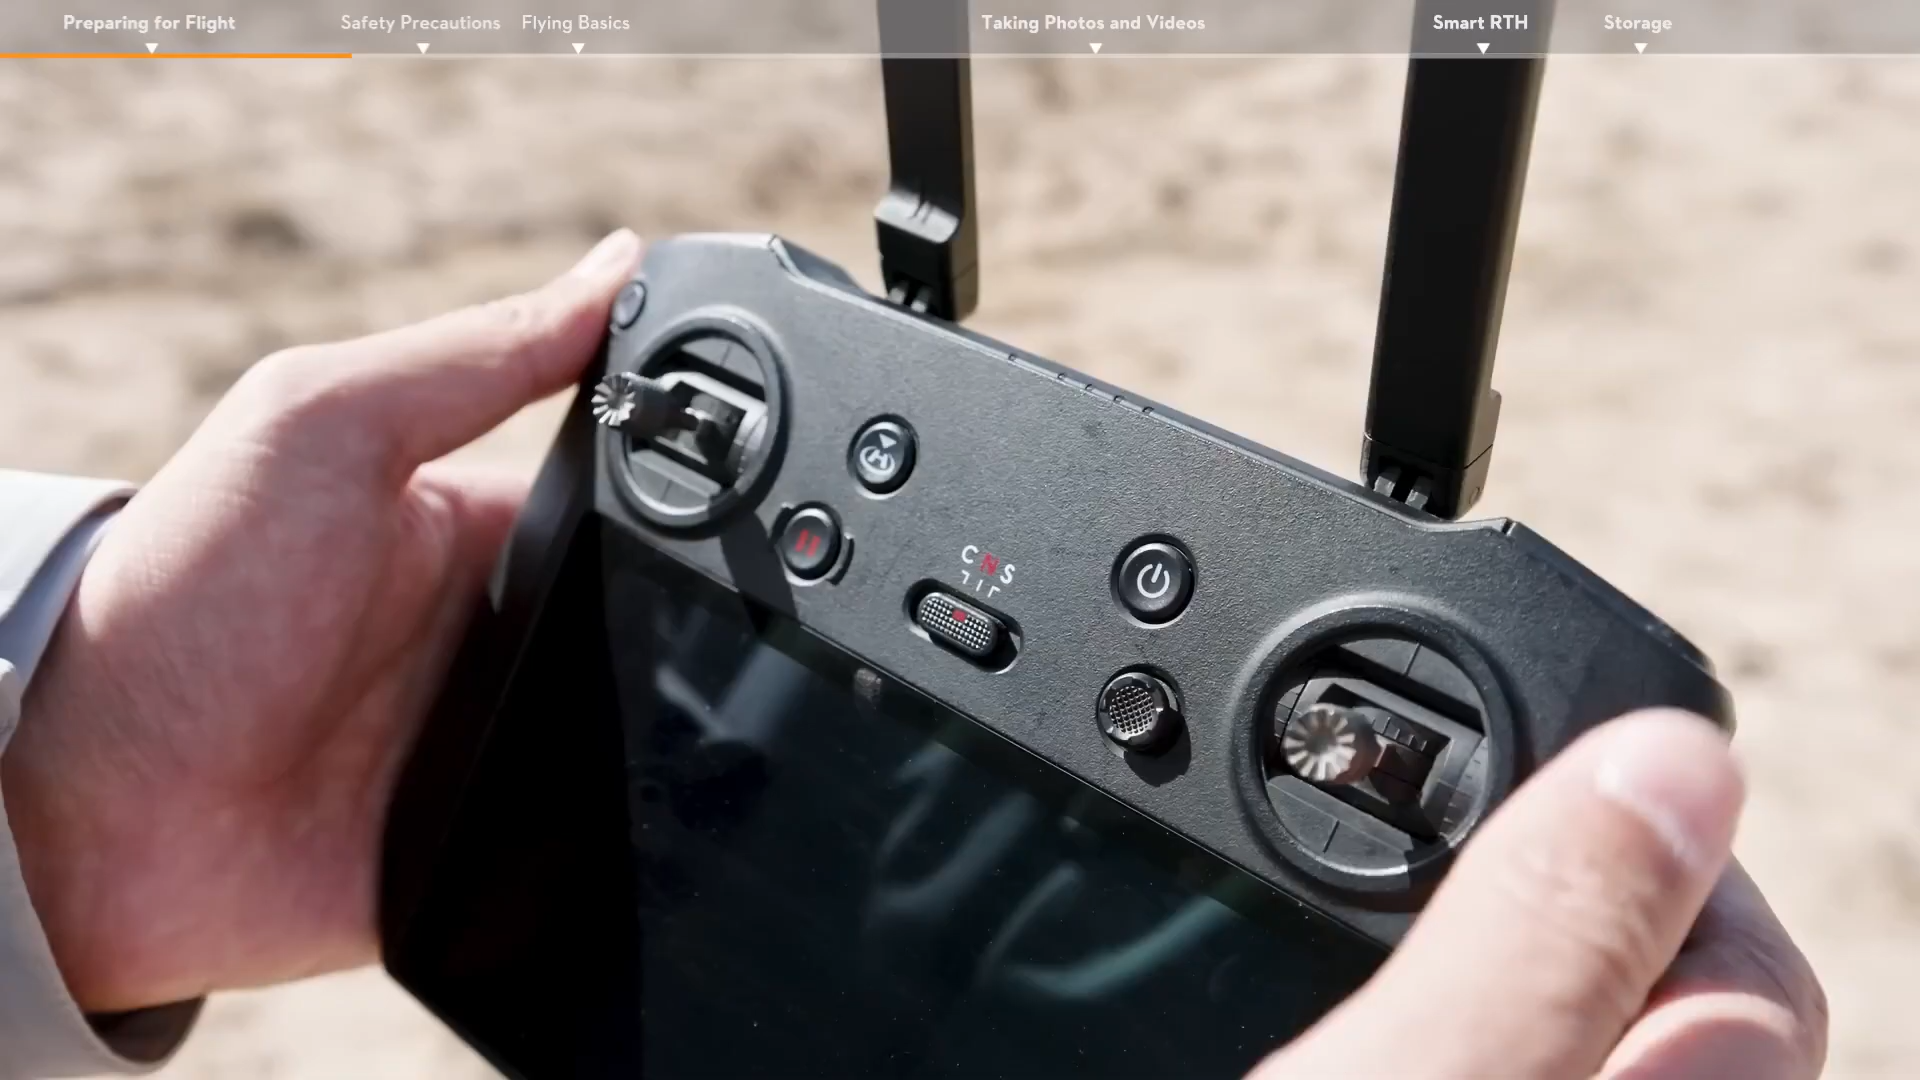 Preparing for Flight
Safety Precautions
Flying Basics
Taking Photos and Videos
Smart RTH
Storage
H
C N S